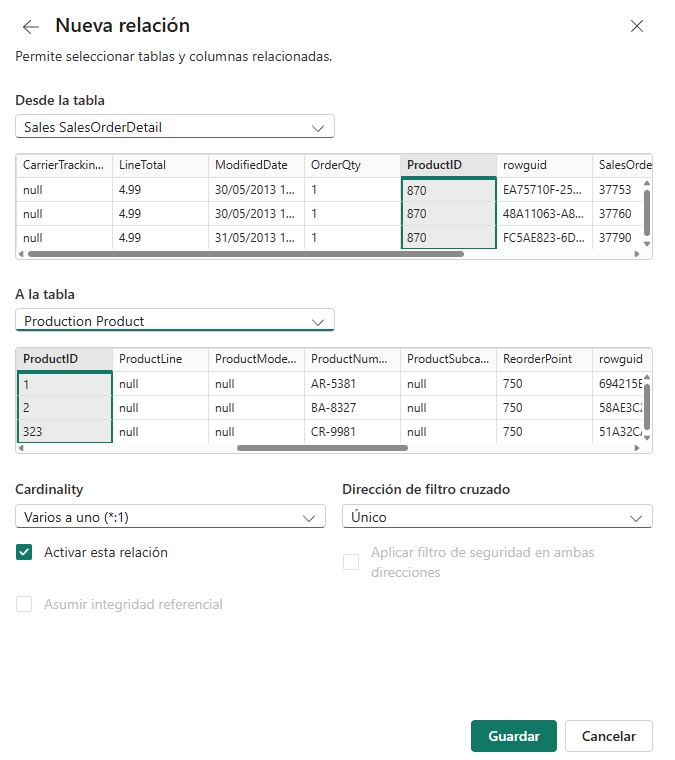 Nueva relación
Permite seleccionar tablas y columnas relacionadas.
Desde la tabla
Sales SalesOrderDetail
CarrierTrackin... LineTotal ModifiedDate OrderQty ProductID rowguid SalesOrde
null 4.99 30/05/2013 1... 1 870 EA75710F-25... 37753
null 4.99 30/05/2013 1... 1 870 48A11063-A8... 37760
null 4.99 31/05/2013 1... 1 870 FC5AE823-6D... 37790
A la tabla
Production Product
ProductID ProductLine ProductMode... ProductNum... ProductSubca... ReorderPoint rowguid
1 null null AR-5381 null 750 694215B
2 null null BA-8327 null 750 58AE3C2
323 null null CR-9981 null 750 51A32CA
Cardinality Dirección de filtro cruzado
Varios a uno (*:1) Único
Activar esta relación
Aplicar filtro de seguridad en ambas
direcciones
Asumir integridad referencial
Guardar Cancelar